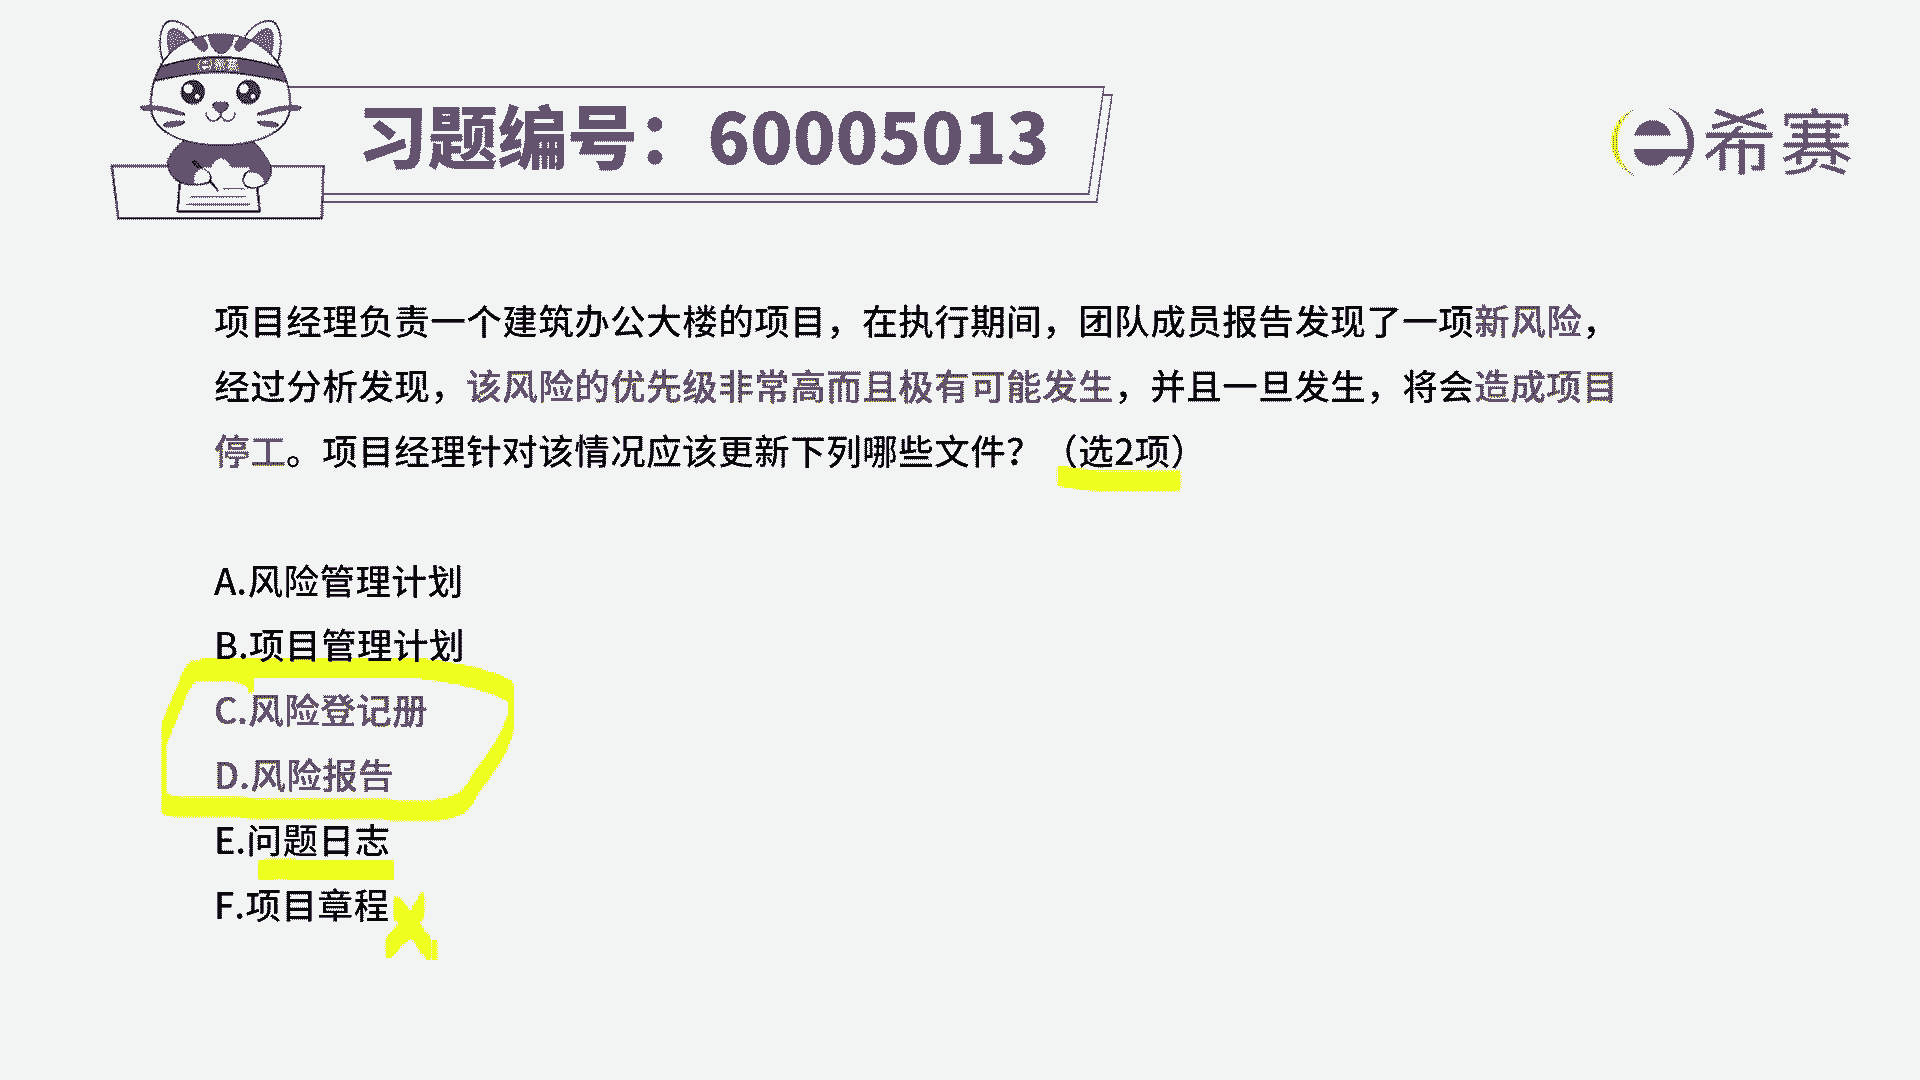 e希赛
习题编号：60005013
e希赛
项目经理负责一个建筑办公大楼的项目，在执行期间，团队成员报告发现了一项新风险，
经过分析发现，该风险的优先级非常高而且极有可能发生，并且一旦发生，将会造成项目
停工。项目经理针对该情况应该更新下列哪些文件？（选2项）
A.风险管理计划
B.项目管理计划
C.风险登记册
D.风险报告
E.问题日志
F.项目章程